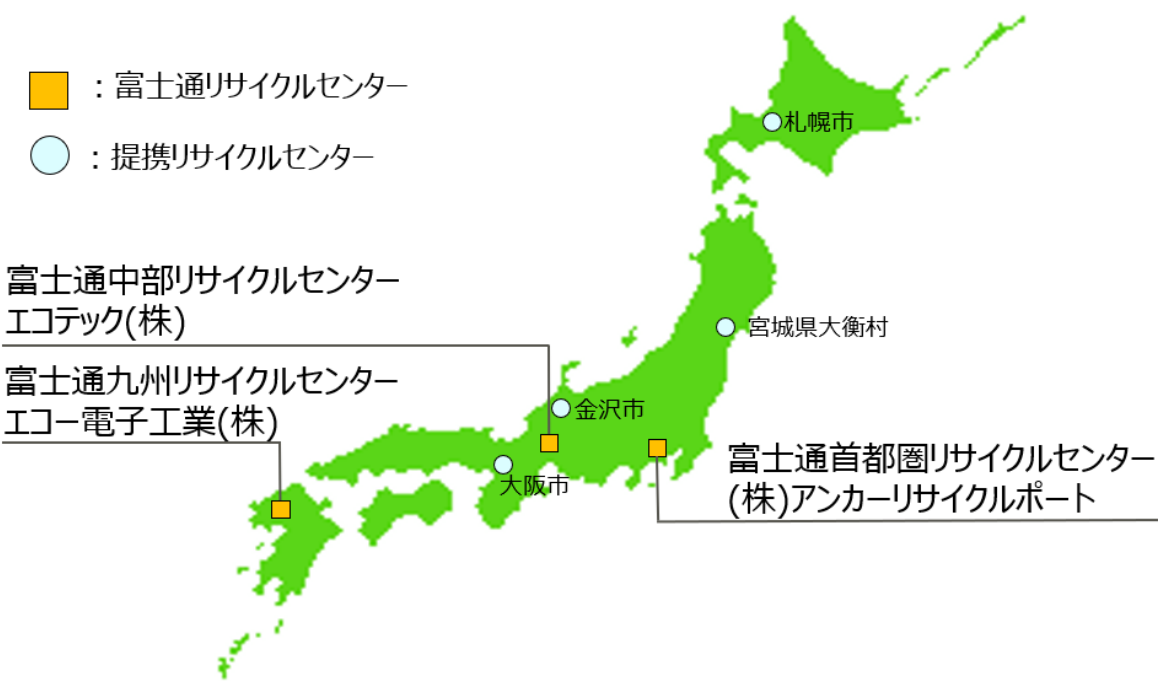 ：富士通リサイクルセンター
：提携リサイクルセンター
札幌市
富士通中部リサイクルセンター
エコテック(株)
宮城県大衡村
富士通九州リサイクルセンター
エコー電子工業(株)
金沢市
大阪市
富士通首都圏リサイクルセンター
(株)アンカーリサイクルポート